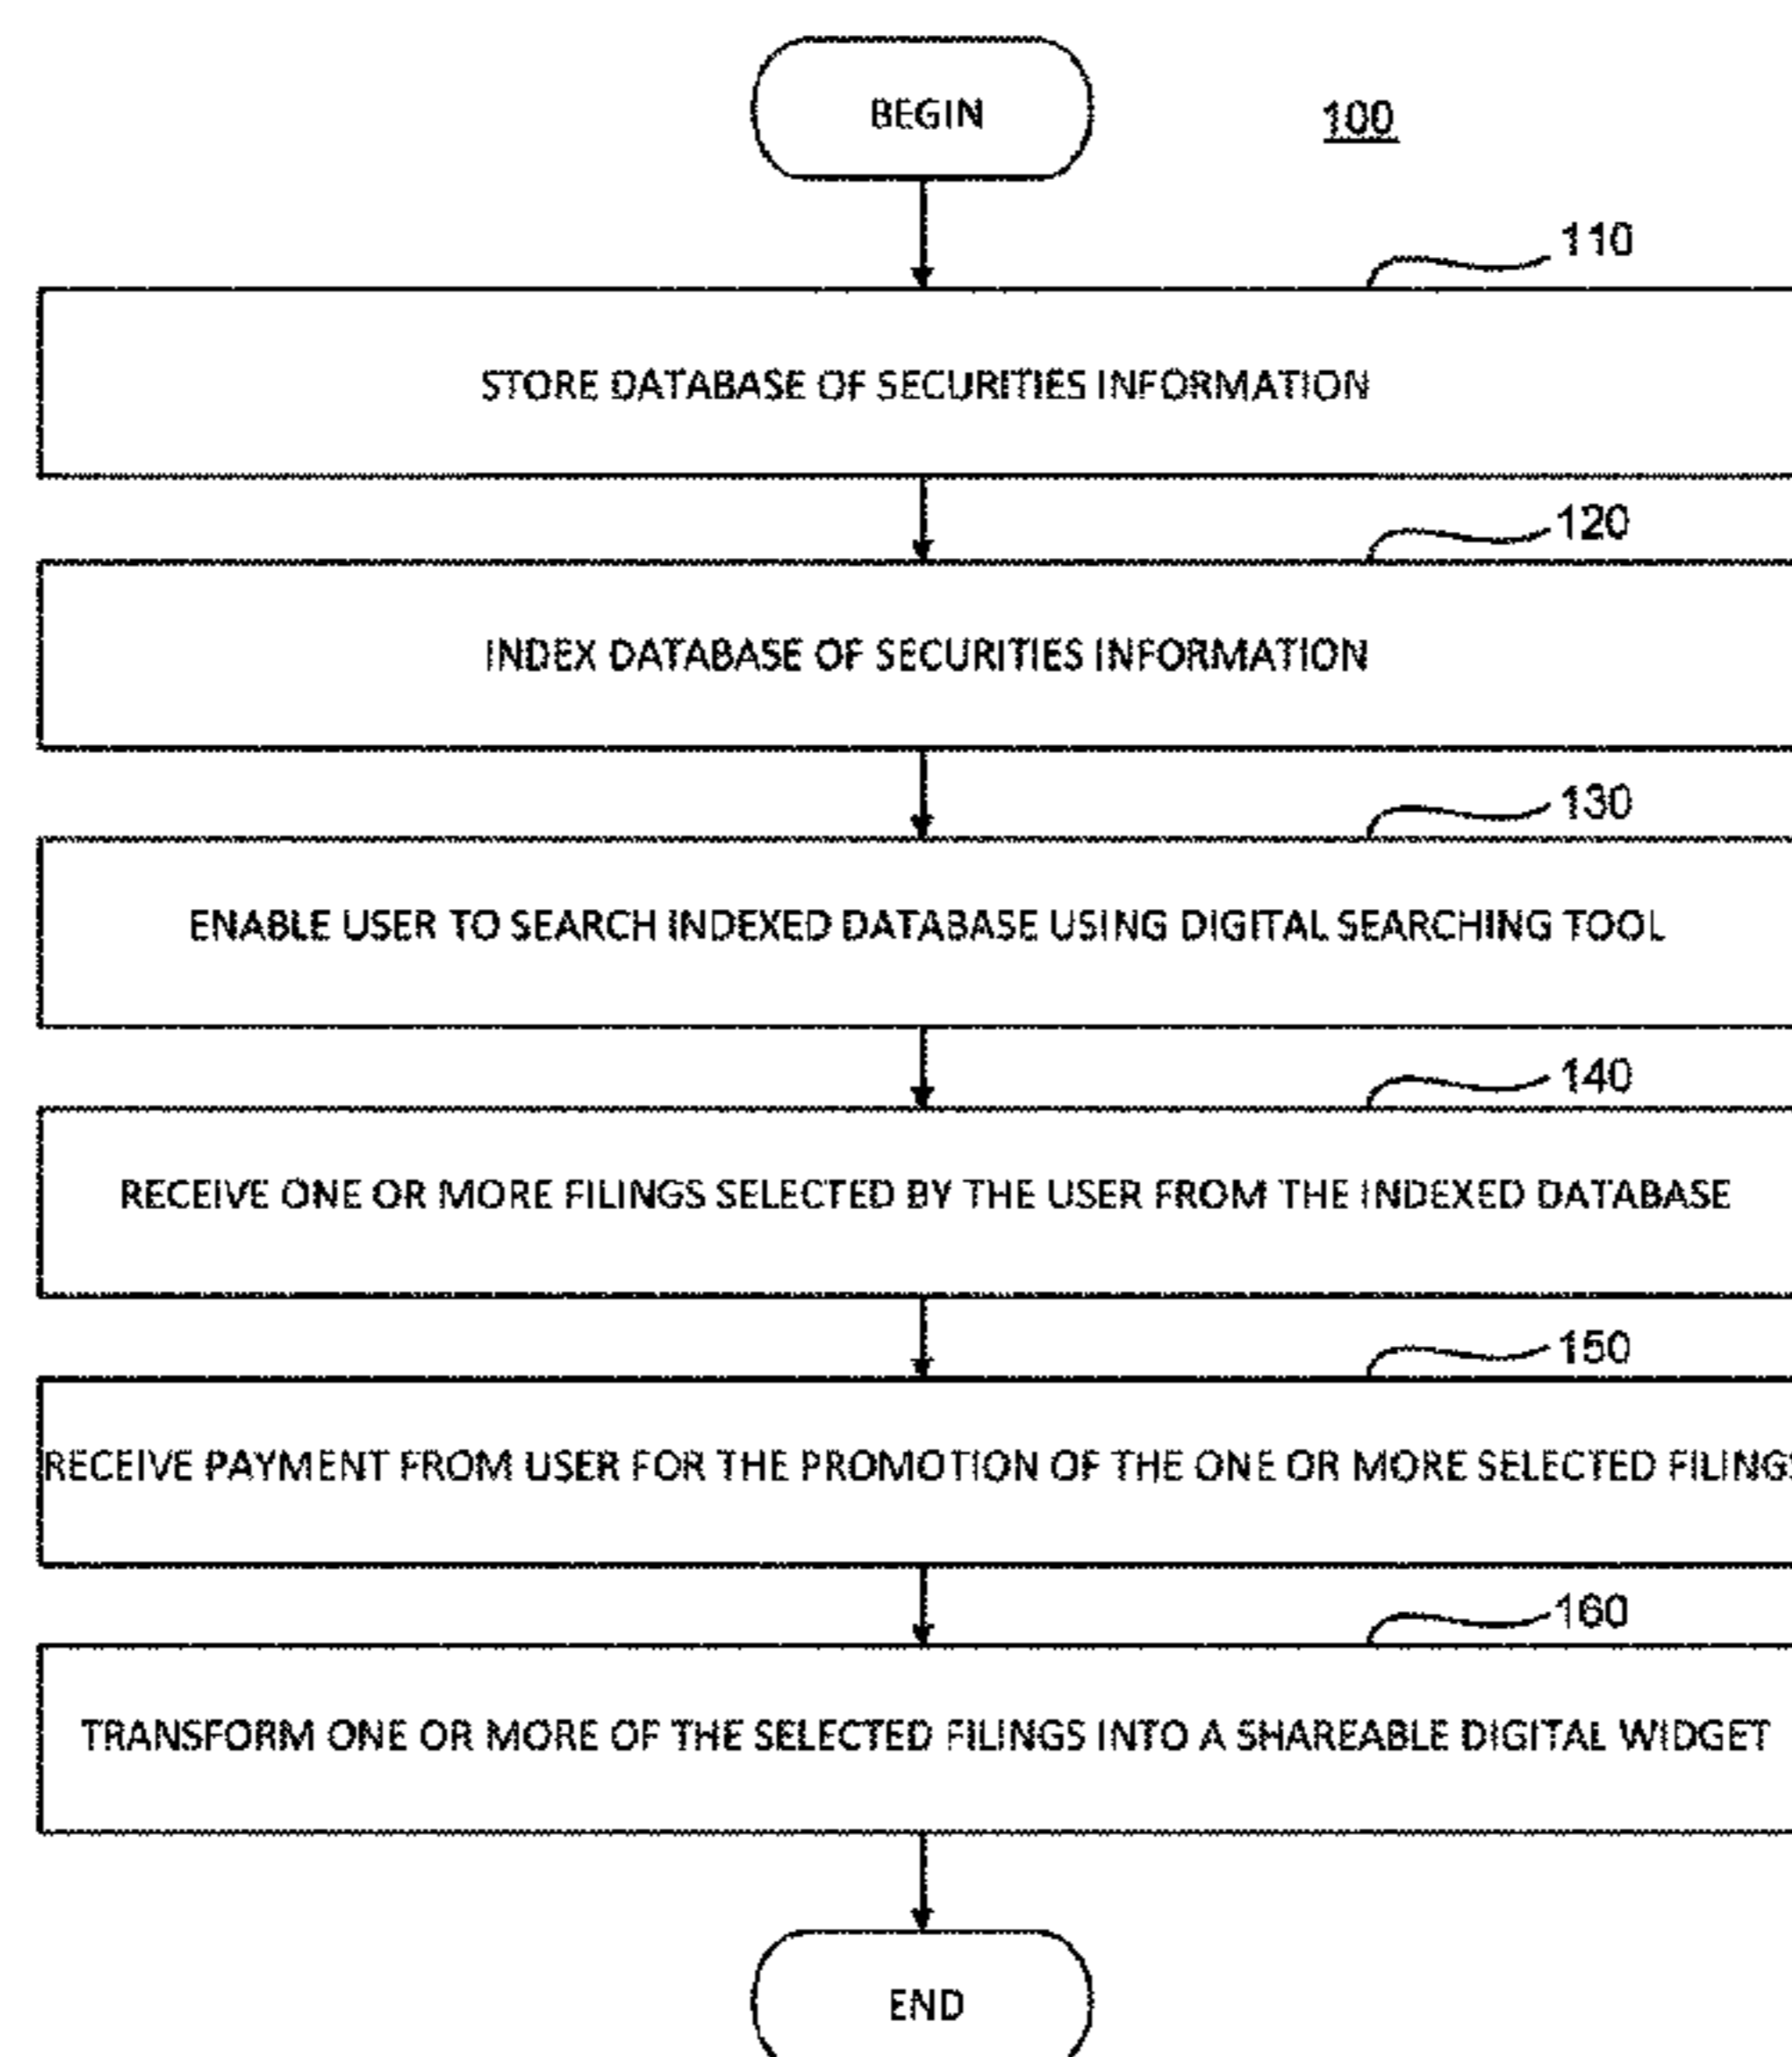 BEGIN
100
110
STORE DATABASE OF SECURITIES INFORMATION
120
INDEX DATABASE OF SECURITIES INFORMATION
130
ENABLE USER TO SEARCH INDEXED DATABASE USING DIGITAL SEARCHING TOOL
140
RECEIVE ONE OR MORE FILINGS SELECTED BY THE USER FROM THE INDEXED DATABASE
150
RECEIVE PAYMENT FROM USER FOR THE PROMOTION OF THE ONE OR MORE SELECTED FILINGS
160
TRANSFORM ONE OR MORE OF THE SELECTED FILINGS INTO A SHAREABLE DIGITAL WIDGET
END